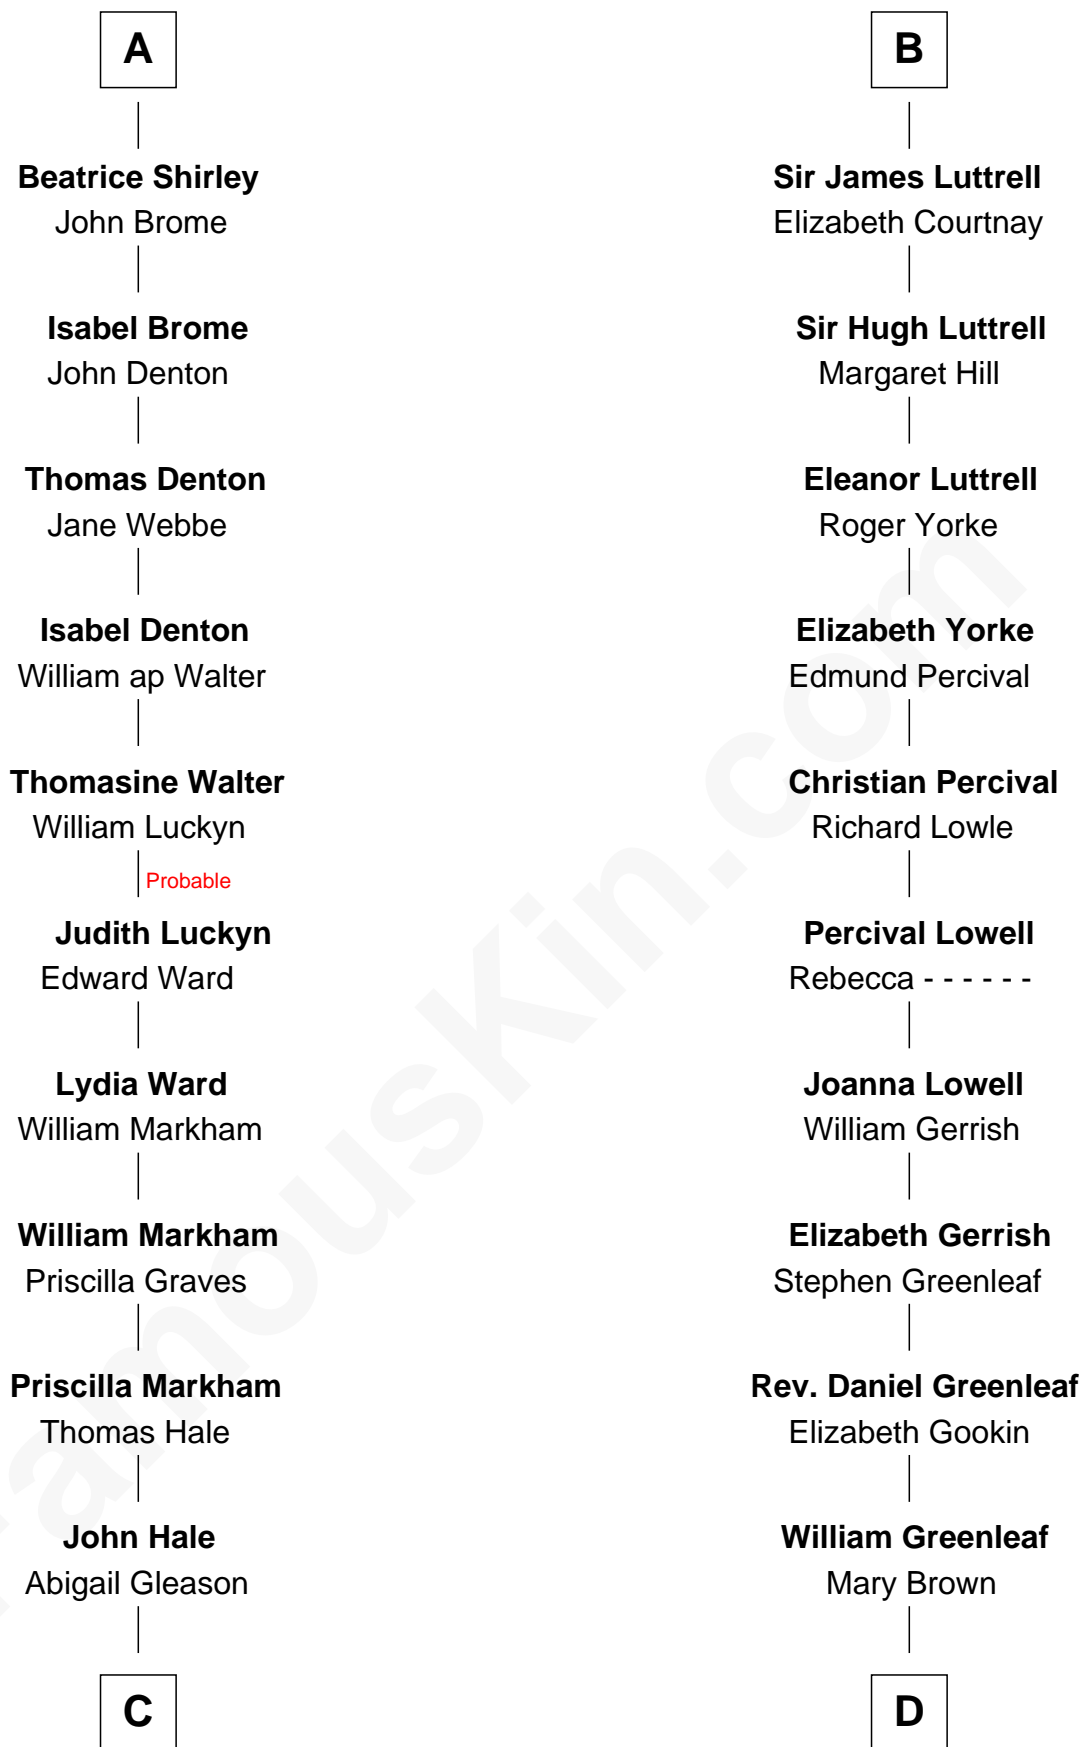 A
Beatrice Shirley
John Brome
Isabel Brome
John Denton
Thomas Denton
Jane Webbe
Isabel Denton
William ap Walter
Thomasine Walter
William Luckyn
Probable
Judith Luckyn
Edward Ward
Lydia Ward
William Markham
William Markham
Priscilla Graves
Priscilla Markham
Thomas Hale
John Hale
Abigail Gleason
C
B
Sir James Luttrell
Elizabeth Courtnay
Sir Hugh Luttrell
Margaret Hill
Eleanor Luttrell
Roger Yorke
Elizabeth Yorke
Edmund Percival
Christian Percival
Richard Lowle
Percival Lowell
Rebecca - - - - - -
Joanna Lowell
William Gerrish
Elizabeth Gerrish
Stephen Greenleaf
Rev. Daniel Greenleaf
Elizabeth Gookin
William Greenleaf
Mary Brown
D
FamousKin.com